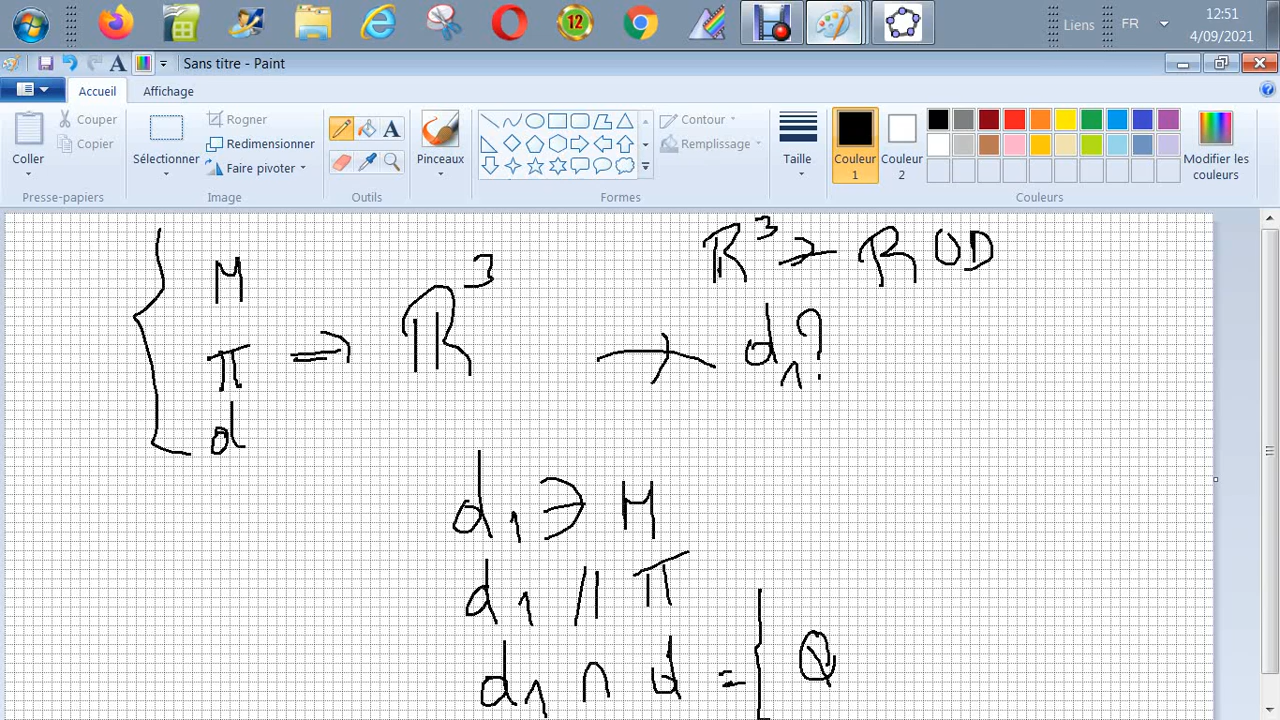 12
Liens
FR
12:51
4/09/2021
Sans titre - Paint
Accueil
Affichage
Coller
Couper
Copier
Presse-papiers
Sélectionner
Rogner
Redimensionner
Faire pivoter
Image
Outils
Pinceaux
Contour
Remplissage
Formes
Taille
Couleur
1
Couleur
2
Modifier les
couleurs
Couleurs
M
π ⇒ ℝ³
d
→ d₁?
d₁ ∋ M
d₁ // π
d₁ ∩ d = { Q